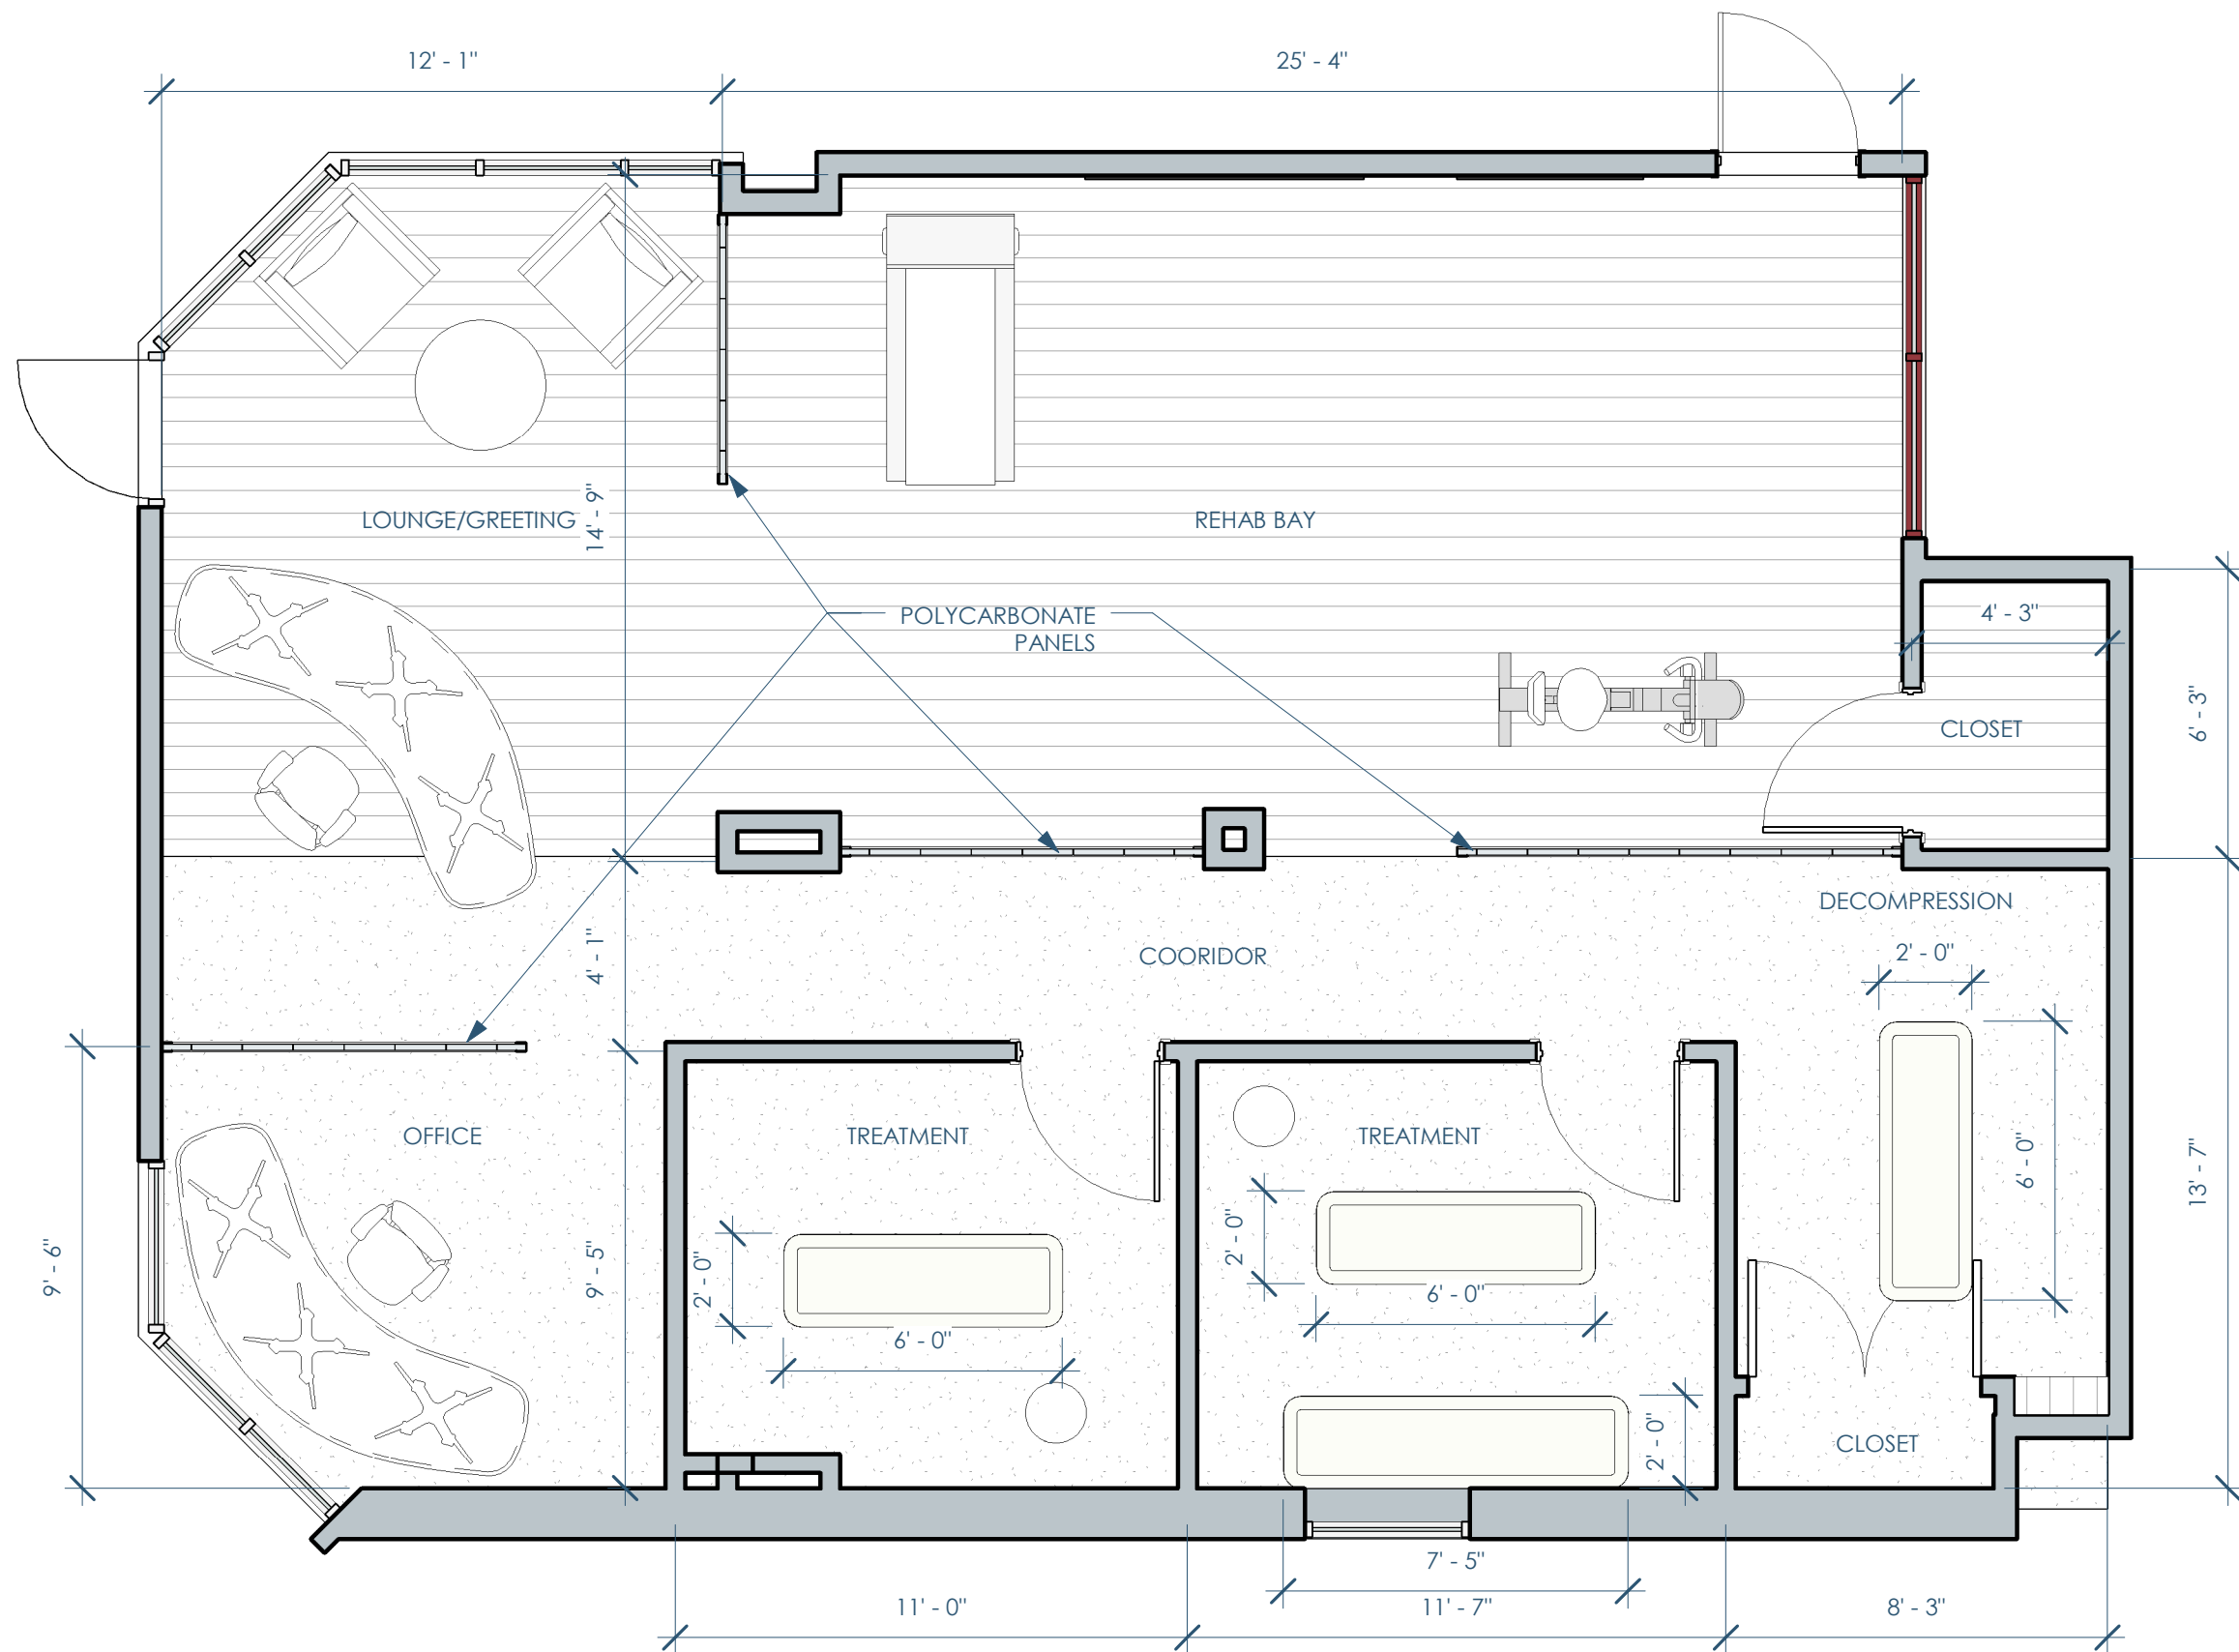 12' - 1"
25' - 4"
LOUNGE/GREETING
14' - 9"
REHAB BAY
POLYCARBONATE
PANELS
4' - 3"
6' - 3"
CLOSET
DECOMPRESSION
COORIDOR
4' - 1"
2' - 0"
OFFICE
TREATMENT
TREATMENT
6' - 0"
13' - 7"
9' - 6"
9' - 5"
2' - 0"
6' - 0"
2' - 0"
6' - 0"
2' - 0"
CLOSET
7' - 5"
11' - 0"
11' - 7"
8' - 3"